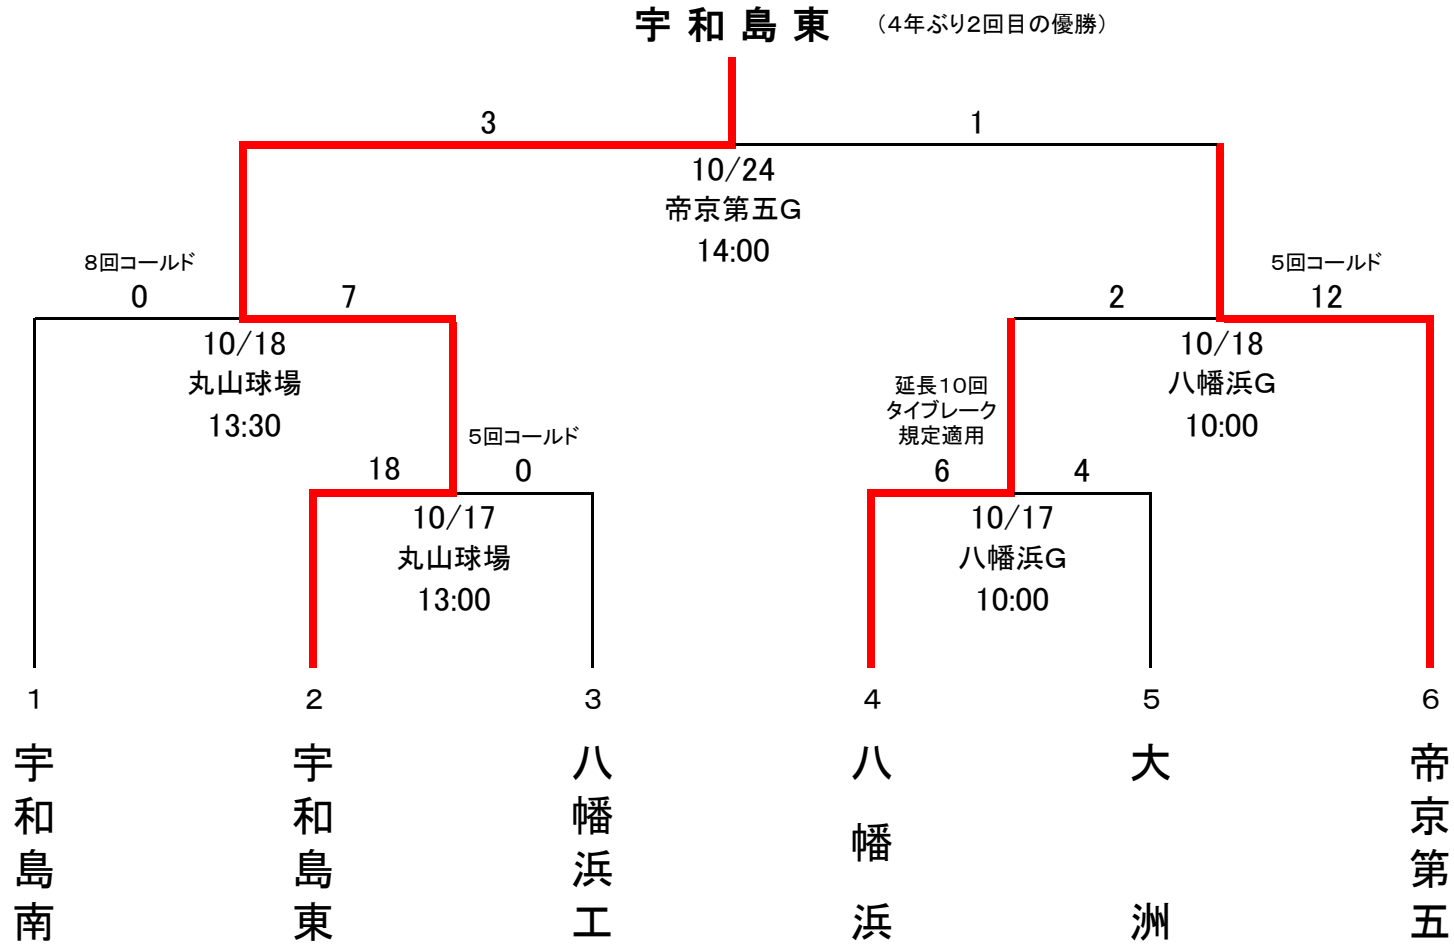 宇和島東 （4年ぶり2回目の優勝）
3 1
10/24
帝京第五G
14:00
8回コールド
0 7
10/18
丸山球場
13:30
5回コールド
2 12
10/18
八幡浜G
10:00
5回コールド
18 0
10/17
丸山球場
13:00
延長10回
タイブレーク
規定適用
6 4
10/17
八幡浜G
10:00
1 2 3 4 5 6
宇和島南
宇和島東
八幡浜工
八幡浜
大洲
帝京第五